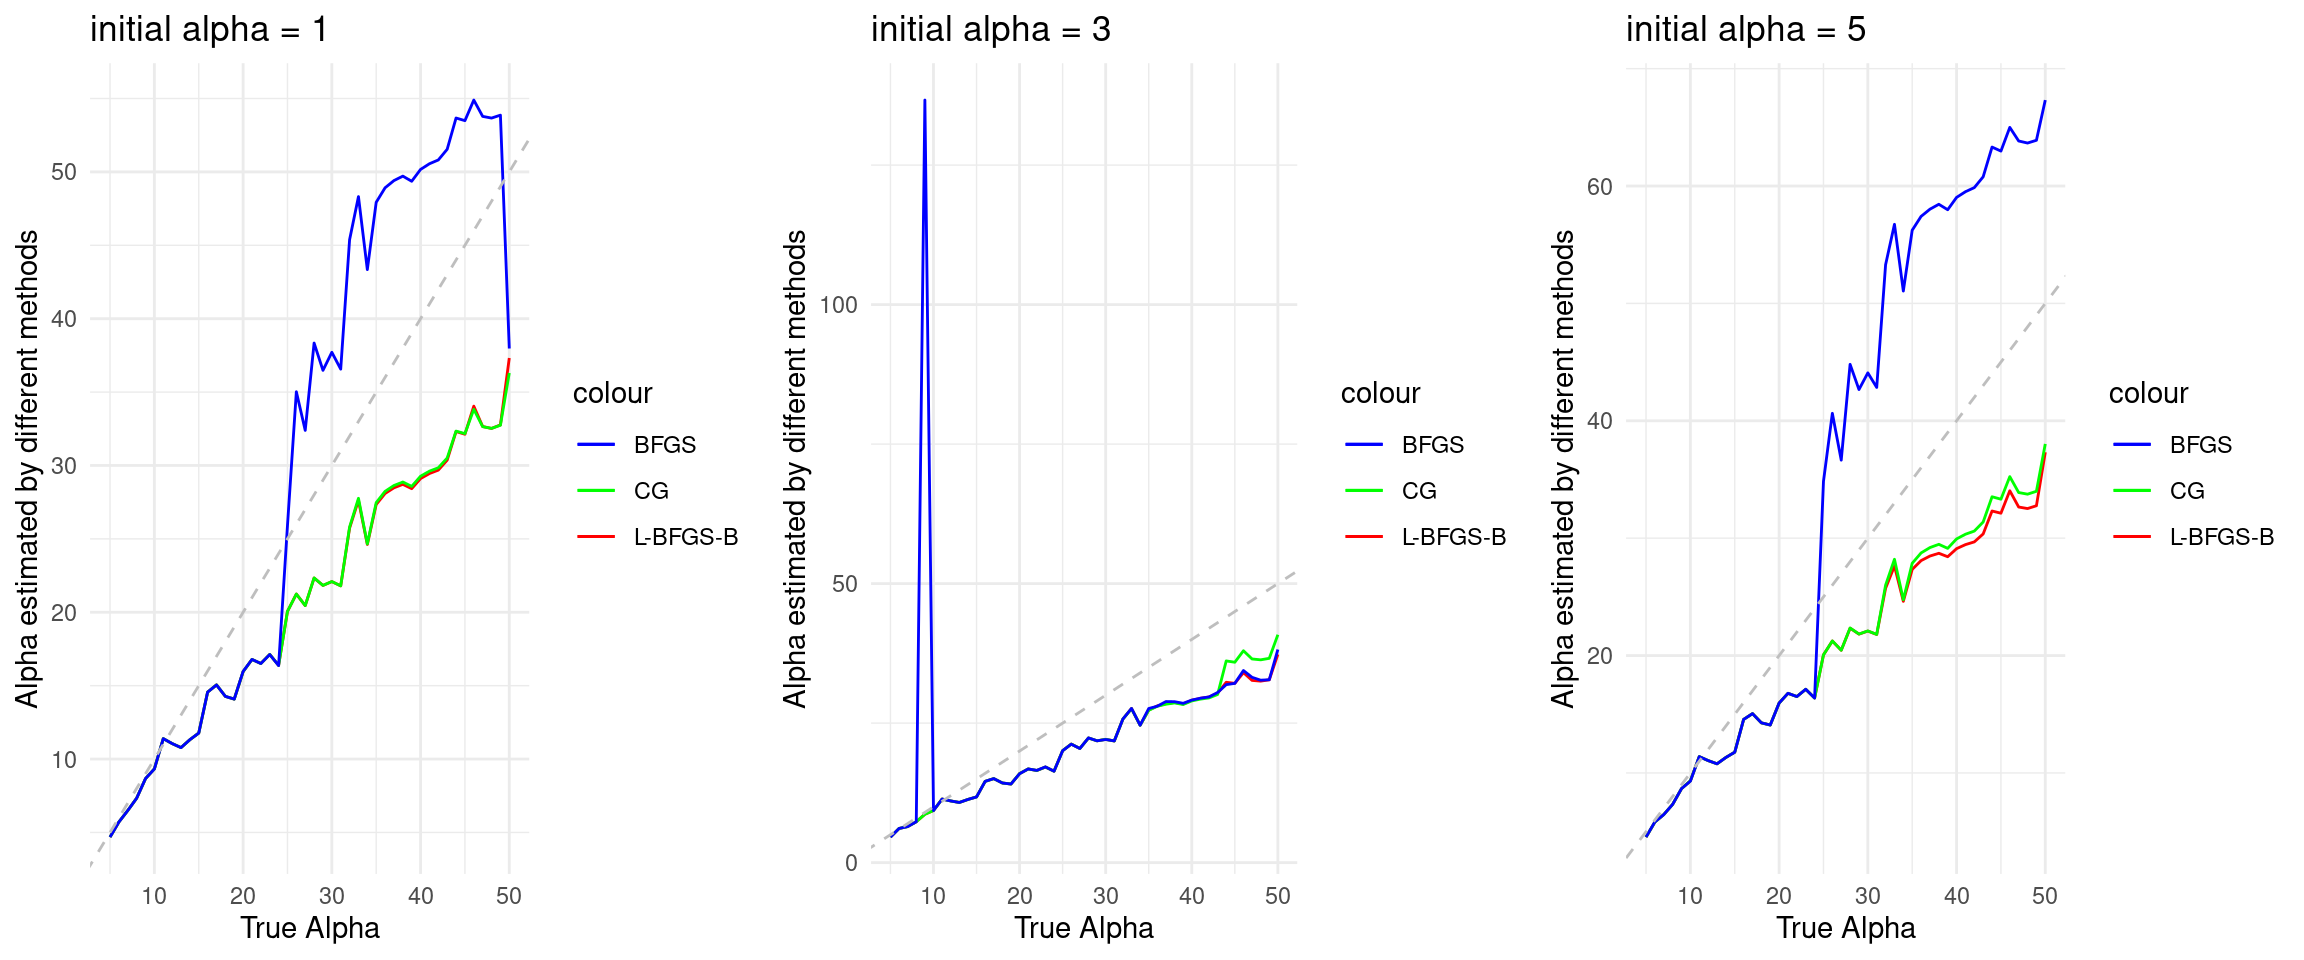 initial alpha = 1
Alpha estimated by different methods
50
40
30
20
10
10 20 30 40 50
True Alpha
colour
BFGS
CG
L-BFGS-B
initial alpha = 3
Alpha estimated by different methods
100
50
0
10 20 30 40 50
True Alpha
colour
BFGS
CG
L-BFGS-B
initial alpha = 5
Alpha estimated by different methods
60
40
20
10 20 30 40 50
True Alpha
colour
BFGS
CG
L-BFGS-B